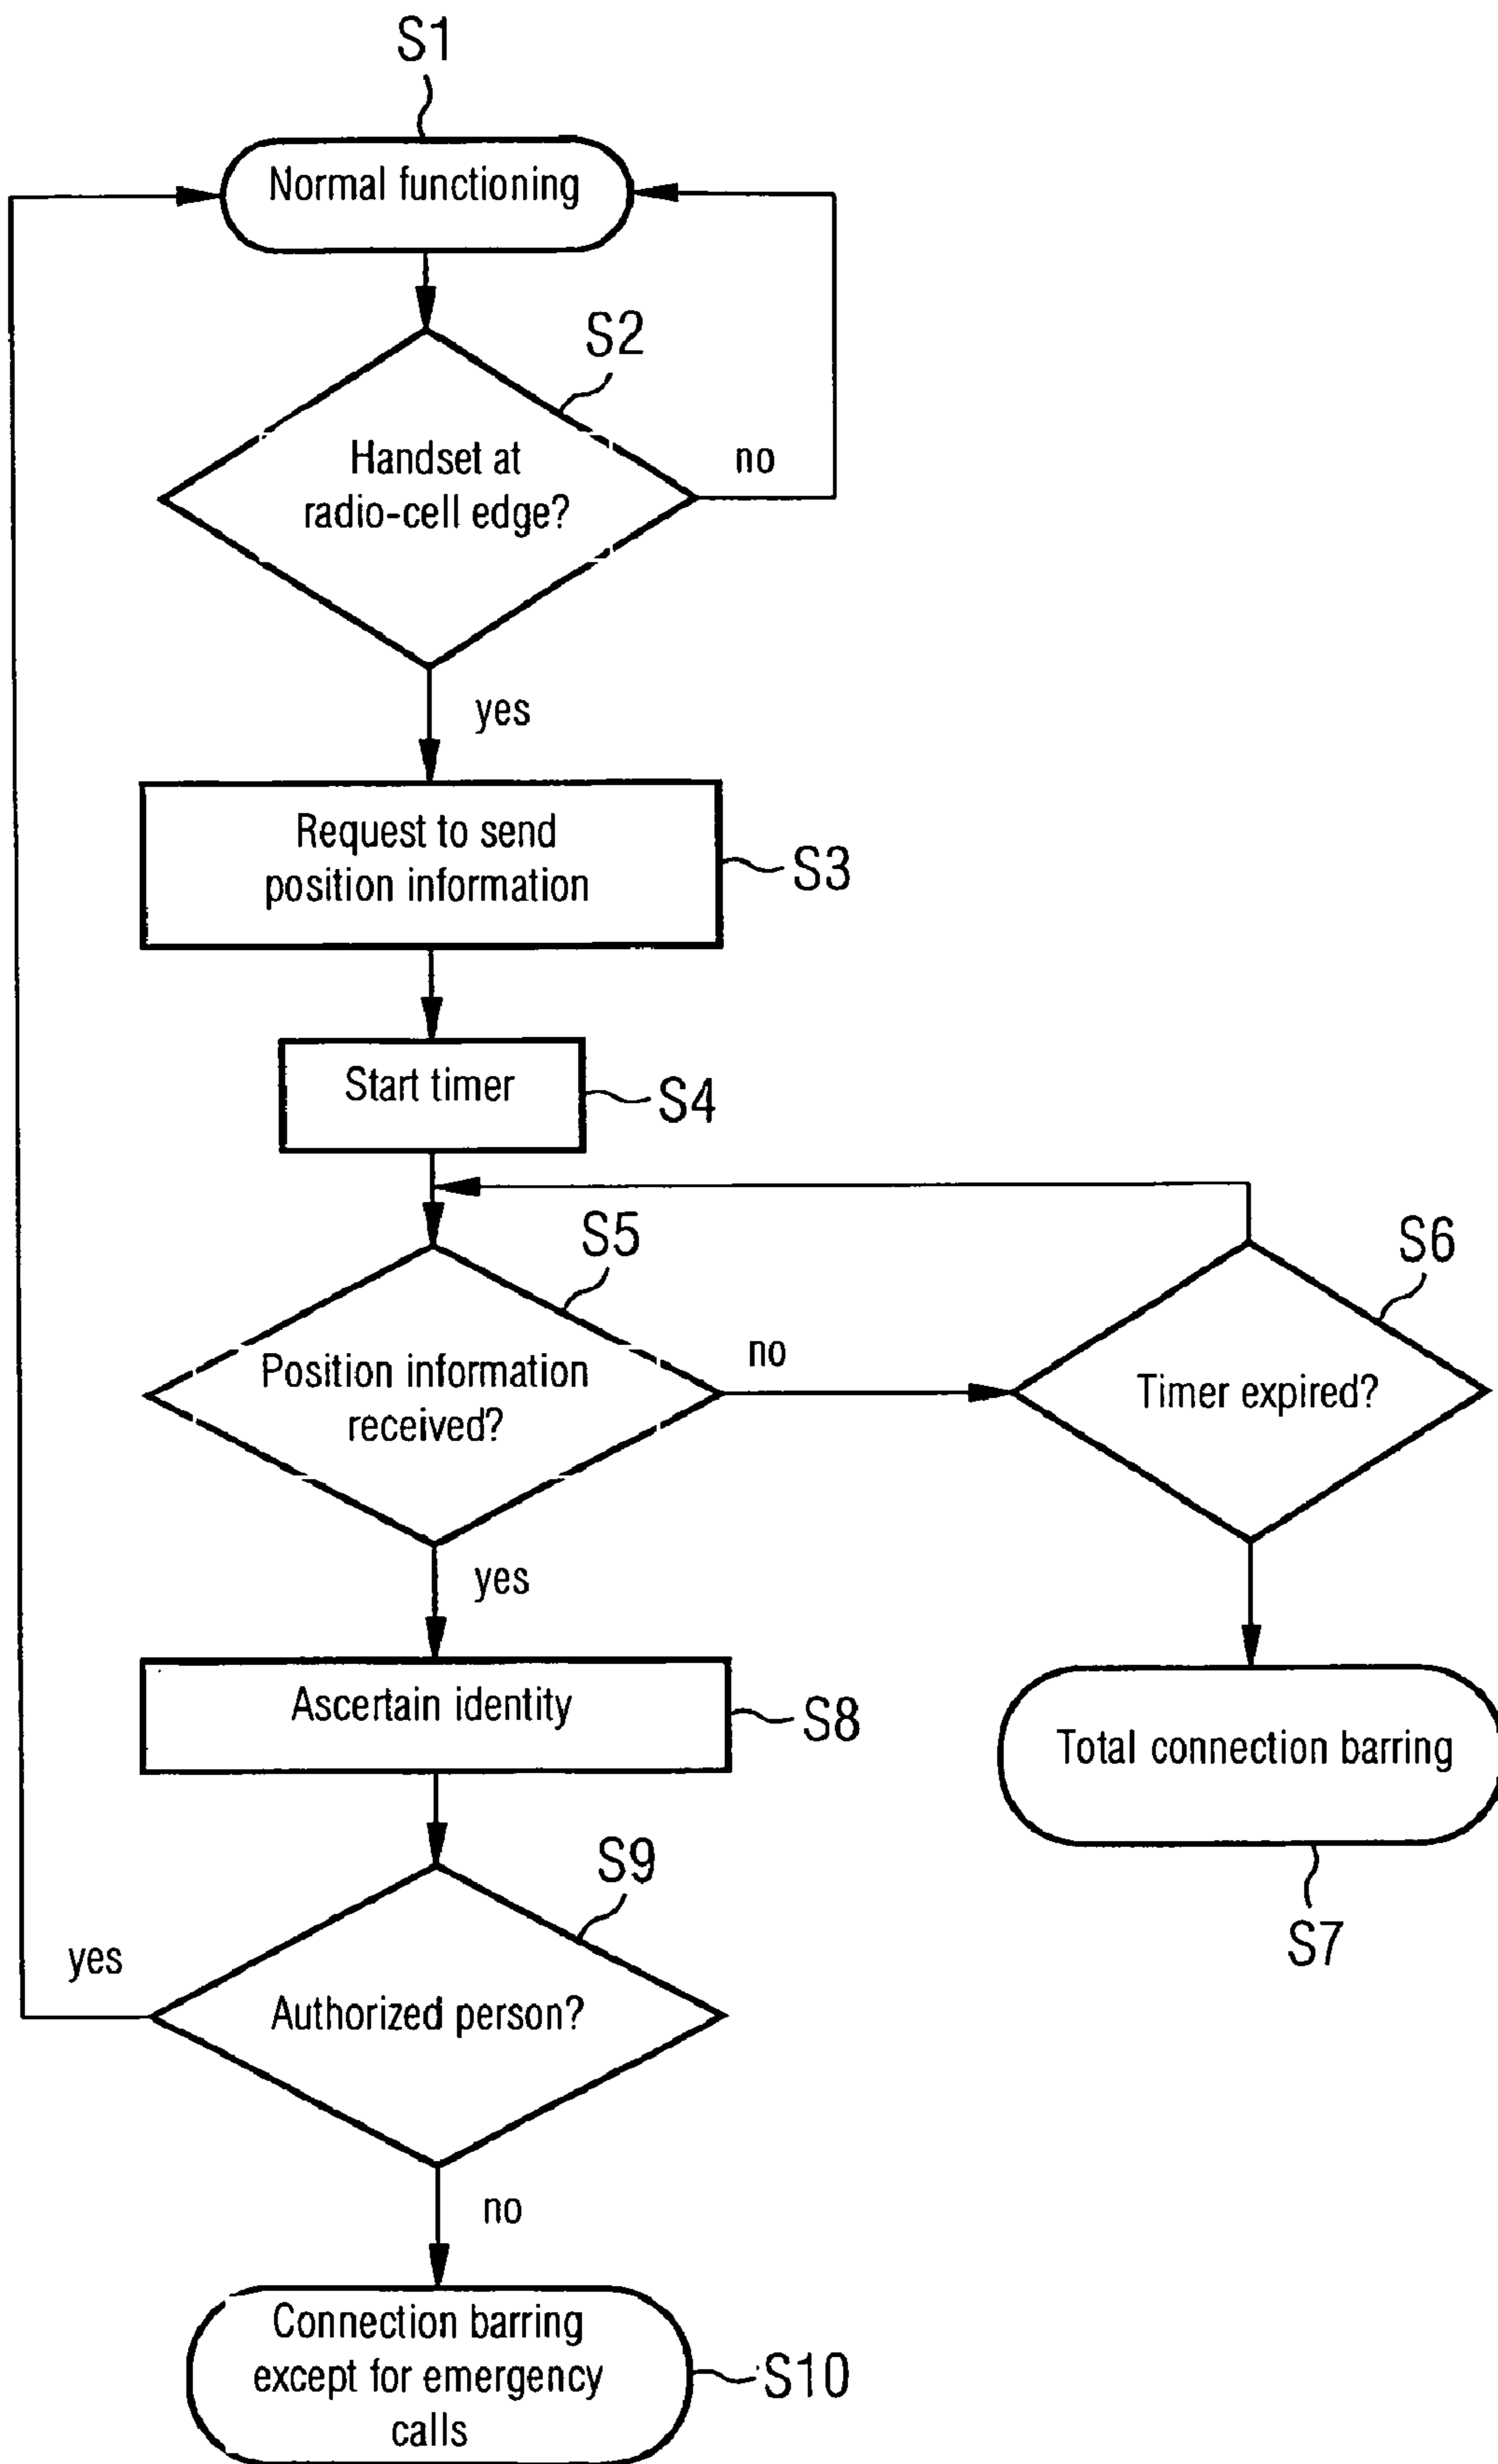 S1
Normal functioning
S2
Handset at
radio-cell edge?
no
yes
Request to send
position information
S3
Start timer
S4
S5
S6
Position information
received?
no
Timer expired?
yes
Ascertain identity
S8
Total connection barring
S9
S7
yes
Authorized person?
no
Connection barring
except for emergency
calls
S10